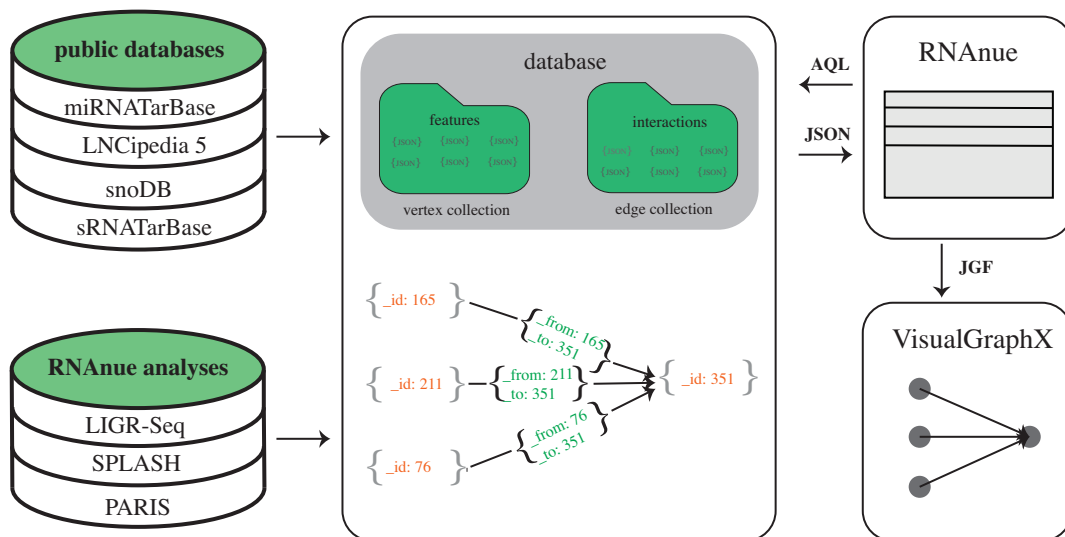 public databases
miRNATarBase
LNCipedia 5
snoDB
sRNATarBase
RNAnue analyses
LIGR-Seq
SPLASH
PARIS
database
features
{JSON} {JSON} {JSON}
{JSON} {JSON} {JSON}
vertex collection
interactions
{JSON} {JSON} {JSON}
{JSON} {JSON} {JSON}
edge collection
{_id: 165}
{_from: 165
_to: 351}
{_id: 211}
{_from: 211
_to: 351}
{_id: 351}
{_id: 76}
{_from: 76
_to: 351}
AQL
JSON
RNAnue
JGF
VisualGraphX